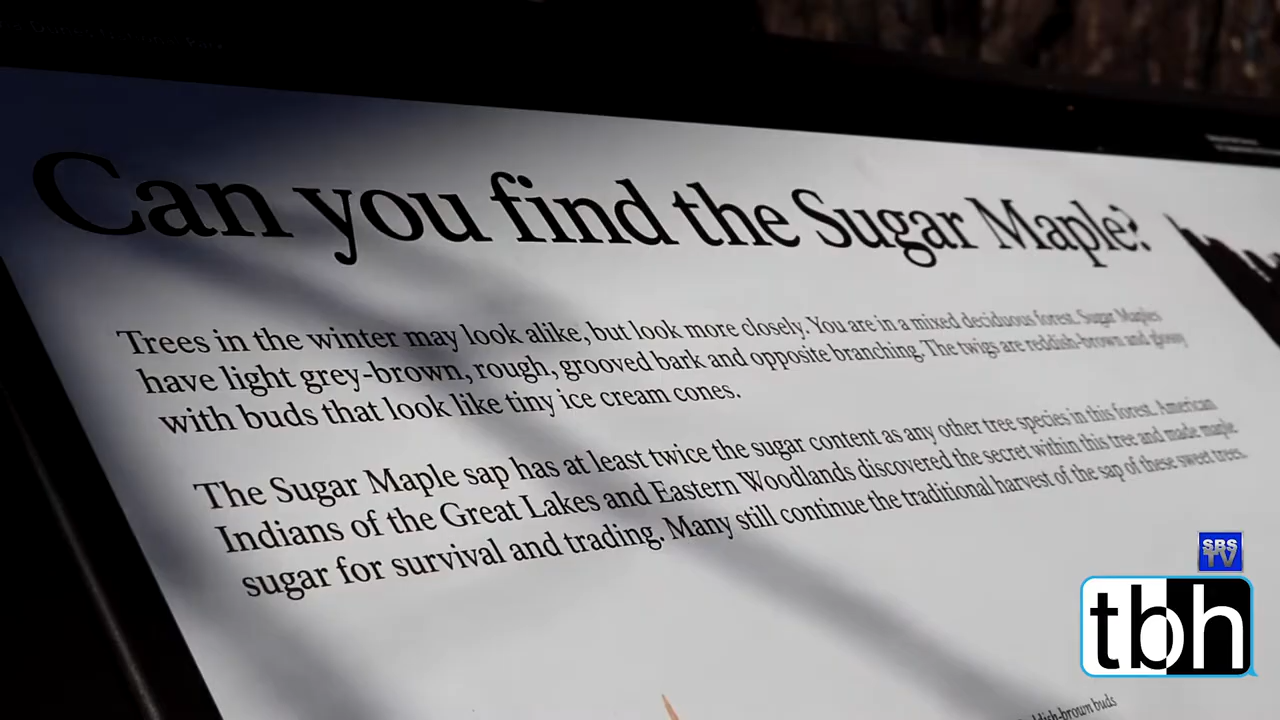 Can you find the Sugar Maple?
Trees in the winter may look alike, but look more closely. You are in a mixed deciduous forest. Sugar Maples
have light grey-brown, rough, grooved bark and opposite branching. The twigs are reddish-brown and glossy
with buds that look like tiny ice cream cones.
The Sugar Maple sap has at least twice the sugar content as any other tree species in this forest. American
Indians of the Great Lakes and Eastern Woodlands discovered the secret within this tree and made maple
sugar for survival and trading. Many still continue the traditional harvest of the sap of these sweet trees.
SBS
TV
tbh
buds